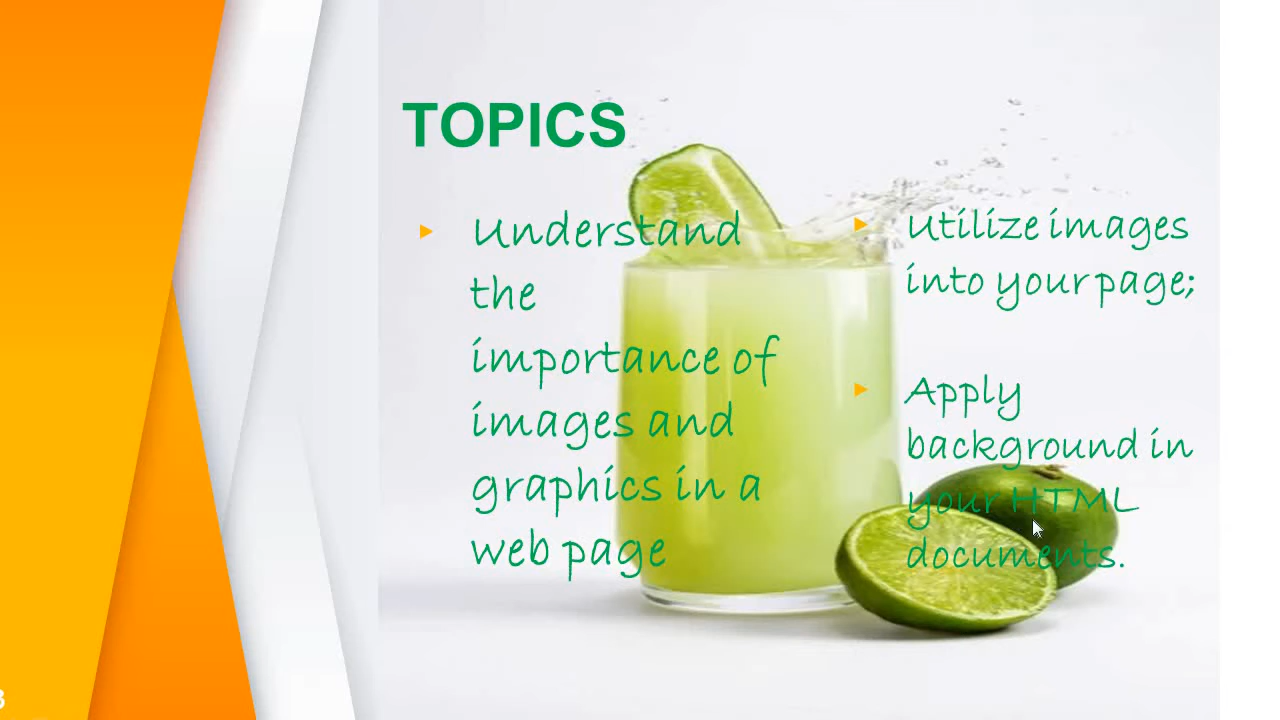 TOPICS
Understand
the
importance of
images and
graphics in a
web page
Utilize images
into your page;
Apply
background in
your HTML
documents.
3